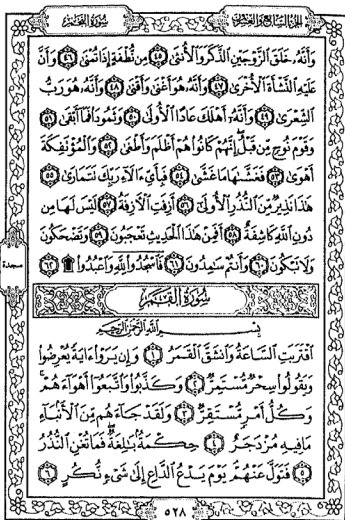 الجزء السابع والعشرون سورة النجم
وَأَنَّهُۥ خَلَقَ ٱلزَّوْجَيْنِ ٱلذَّكَرَ وَٱلْأُنثَىٰ ٤٥ مِن نُّطْفَةٍ إِذَا تُمْنَىٰ ٤٦ وَأَنَّ
عَلَيْهِ ٱلنَّشْأَةَ ٱلْأُخْرَىٰ ٤٧ وَأَنَّهُۥ هُوَ أَغْنَىٰ وَأَقْنَىٰ ٤٨ وَأَنَّهُۥ هُوَ رَبُّ
ٱلشِّعْرَىٰ ٤٩ وَأَنَّهُۥٓ أَهْلَكَ عَادًا ٱلْأُولَىٰ ٥٠ وَثَمُودَا۟ فَمَآ أَبْقَىٰ ٥١
وَقَوْمَ نُوحٍ مِّن قَبْلُ إِنَّهُمْ كَانُوا۟ هُمْ أَظْلَمَ وَأَطْغَىٰ ٥٢ وَٱلْمُؤْتَفِكَةَ
أَهْوَىٰ ٥٣ فَغَشَّىٰهَا مَا غَشَّىٰ ٥٤ فَبِأَىِّ ءَالَآءِ رَبِّكَ تَتَمَارَىٰ ٥٥
هَٰذَا نَذِيرٌ مِّنَ ٱلنُّذُرِ ٱلْأُولَىٰٓ ٥٦ أَزِفَتِ ٱلْءَازِفَةُ ٥٧ لَيْسَ لَهَا مِن
دُونِ ٱللَّهِ كَاشِفَةٌ ٥٨ أَفَمِنْ هَٰذَا ٱلْحَدِيثِ تَعْجَبُونَ ٥٩ وَتَضْحَكُونَ
وَلَا تَبْكُونَ ٦٠ وَأَنتُمْ سَٰمِدُونَ ٦١ فَٱسْجُدُوا۟ لِلَّهِ وَٱعْبُدُوا۟ ۩ ٦٢
سجدة
سورة القمر
بِسْمِ ٱللَّهِ ٱلرَّحْمَٰنِ ٱلرَّحِيمِ
ٱقْتَرَبَتِ ٱلسَّاعَةُ وَٱنشَقَّ ٱلْقَمَرُ ١ وَإِن يَرَوْا۟ ءَايَةً يُعْرِضُوا۟
وَيَقُولُوا۟ سِحْرٌ مُّسْتَمِرٌّ ٢ وَكَذَّبُوا۟ وَٱتَّبَعُوٓا۟ أَهْوَآءَهُمْ
وَكُلُّ أَمْرٍ مُّسْتَقِرٌّ ٣ وَلَقَدْ جَآءَهُم مِّنَ ٱلْأَنۢبَآءِ
مَا فِيهِ مُزْدَجَرٌ ٤ حِكْمَةٌۢ بَٰلِغَةٌ فَمَا تُغْنِ ٱلنُّذُرُ
٥ فَتَوَلَّ عَنْهُمْ يَوْمَ يَدْعُ ٱلدَّاعِ إِلَىٰ شَىْءٍ نُّكُرٍ ٦
٥٢٨